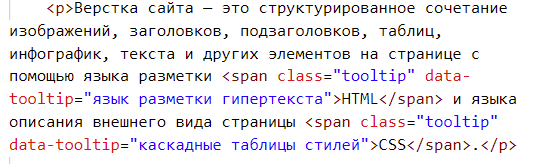 <p>Верстка сайта – это структурированное сочетание
изображений, заголовков, подзаголовков, таблиц,
инфографик, текста и других элементов на странице с
помощью языка разметки <span class="tooltip" data-
tooltip="язык разметки гипертекста">HTML</span> и языка
описания внешнего вида страницы <span class="tooltip"
data-tooltip="каскадные таблицы стилей">CSS</span>.</p>